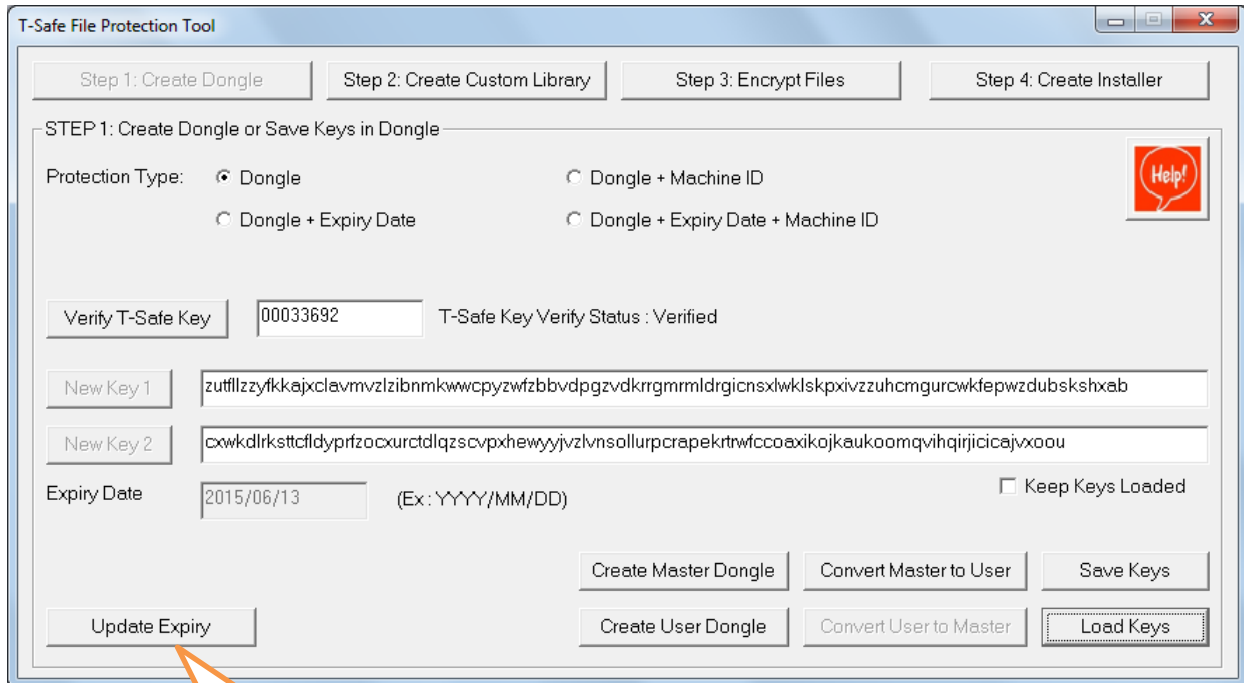 T-Safe File Protection Tool
Step 1: Create Dongle Step 2: Create Custom Library Step 3: Encrypt Files Step 4: Create Installer
STEP 1: Create Dongle or Save Keys in Dongle
Protection Type: Dongle Dongle + Machine ID Help!
Dongle + Expiry Date Dongle + Expiry Date + Machine ID
Verify T-Safe Key 00033692 T-Safe Key Verify Status : Verified
New Key 1 zutfllzzyfkkajxclavmvzlzibnmkwwcpyzwfzbbvdpgzvdkrrgmrmldrgicnsxlwklskpxivzzuhcmgurcwkfepwzdubskshxab
New Key 2 cxwkdlrksttcfldyprfzocxurctdlqzscvpxhewyyjvzlvnsollurpcrapekrtrwfccoaxikojkaukoomqvihqirjicicajvxoou
Expiry Date 2015/06/13 (Ex : YYYY/MM/DD) Keep Keys Loaded
Create Master Dongle Convert Master to User Save Keys
Update Expiry Create User Dongle Convert User to Master Load Keys